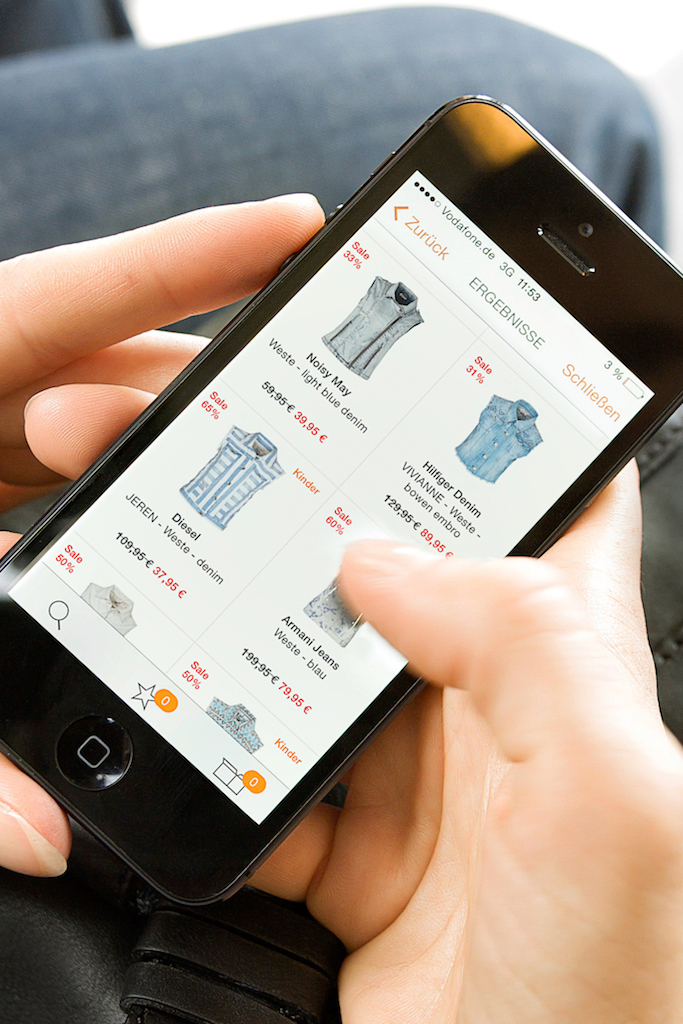 Vodafone.de 3G 11:53 3 %
Zurück
ERGEBNISSE
Schließen
Sale
33%
Noisy May
Weste - light blue denim
59,95 € 39,95 €
Sale
31%
Hilfiger Denim
VIVIANNE - Weste -
bowen embro
129,95 € 89,95 €
Sale
65%
Kinder
Diesel
JEREN - Weste - denim
109,95 € 37,95 €
Sale
60%
Armani Jeans
Weste - blau
199,95 € 79,95 €
Sale
50%
Sale
50%
Kinder
0
0